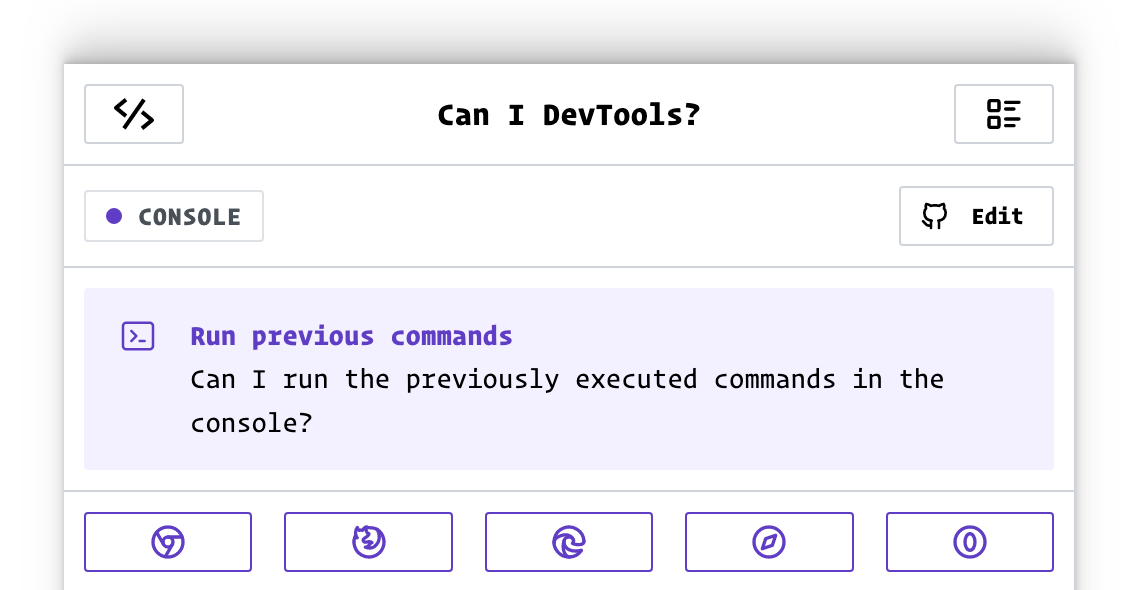 Can I DevTools?
CONSOLE
Edit
Run previous commands
Can I run the previously executed commands in the
console?